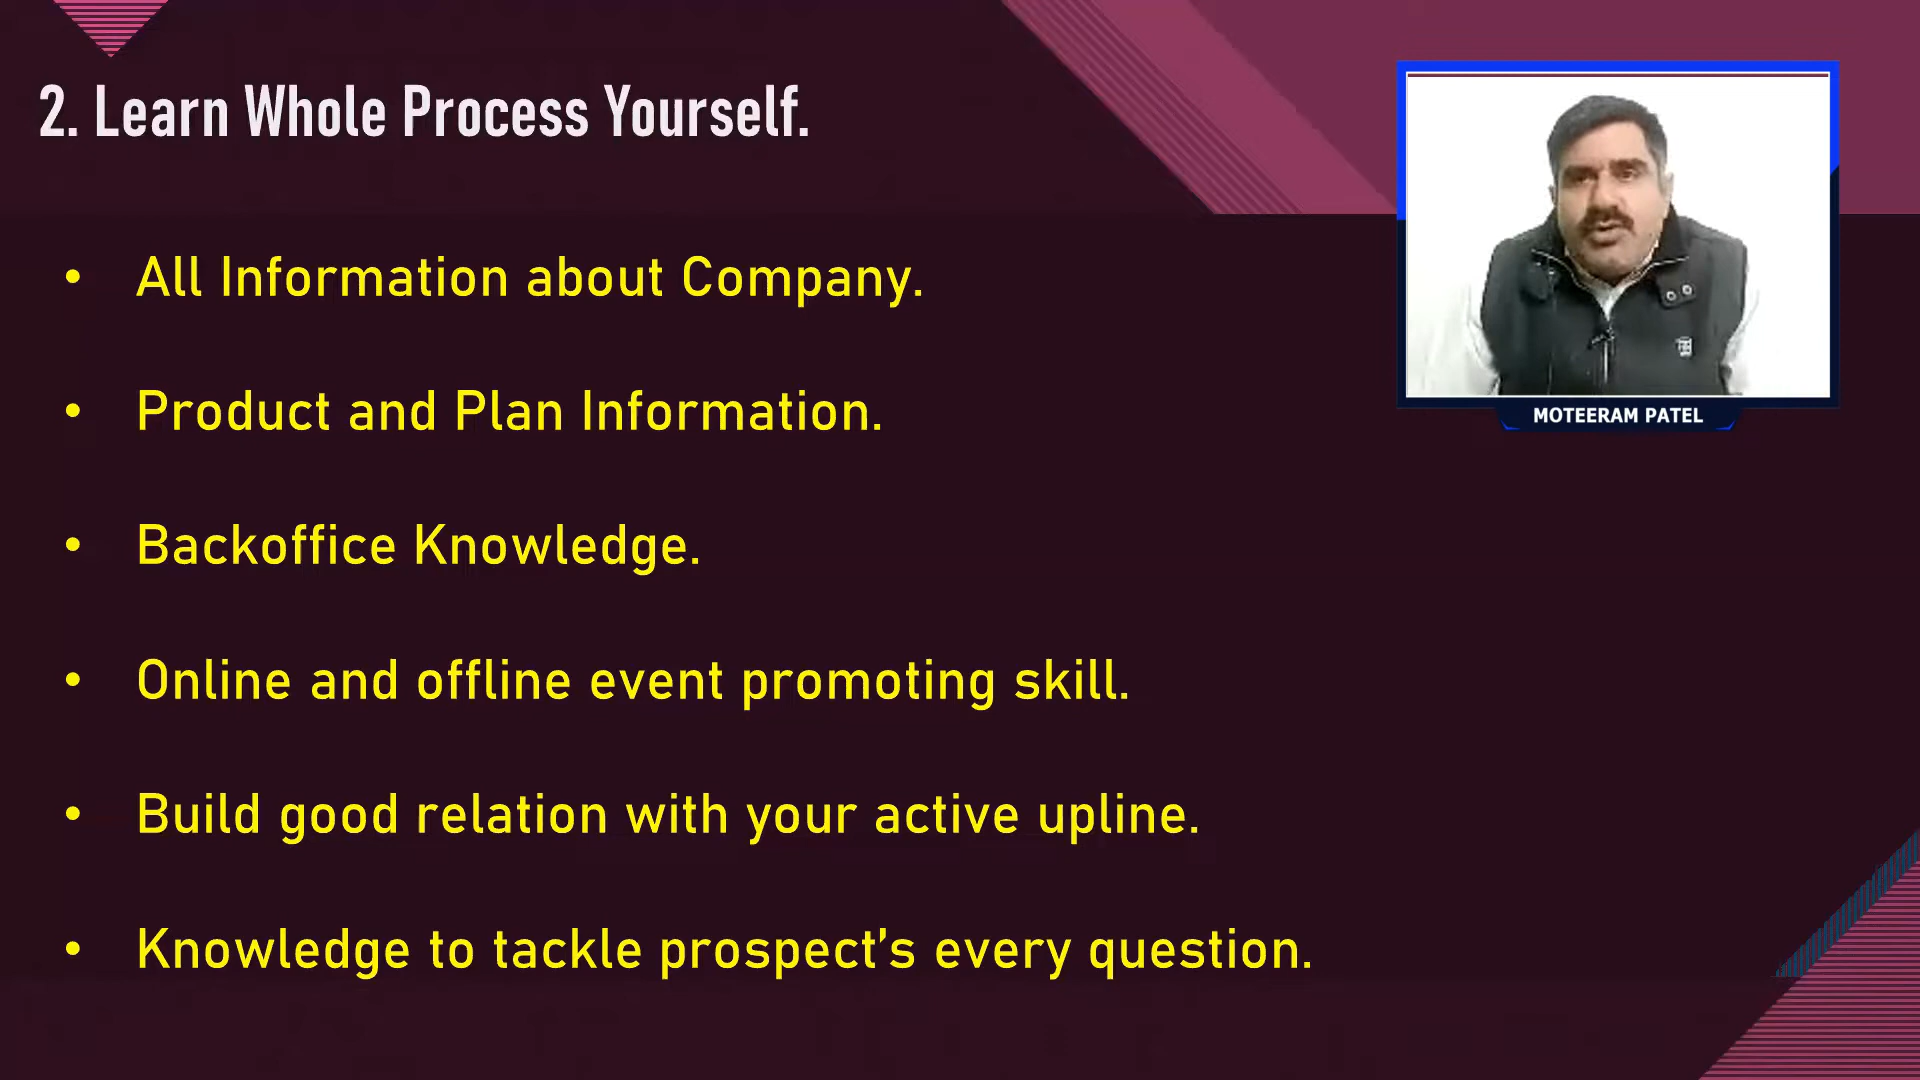 2. Learn Whole Process Yourself.
• All Information about Company.
• Product and Plan Information.
• Backoffice Knowledge.
• Online and offline event promoting skill.
• Build good relation with your active upline.
• Knowledge to tackle prospect’s every question.
MOTEERAM PATEL